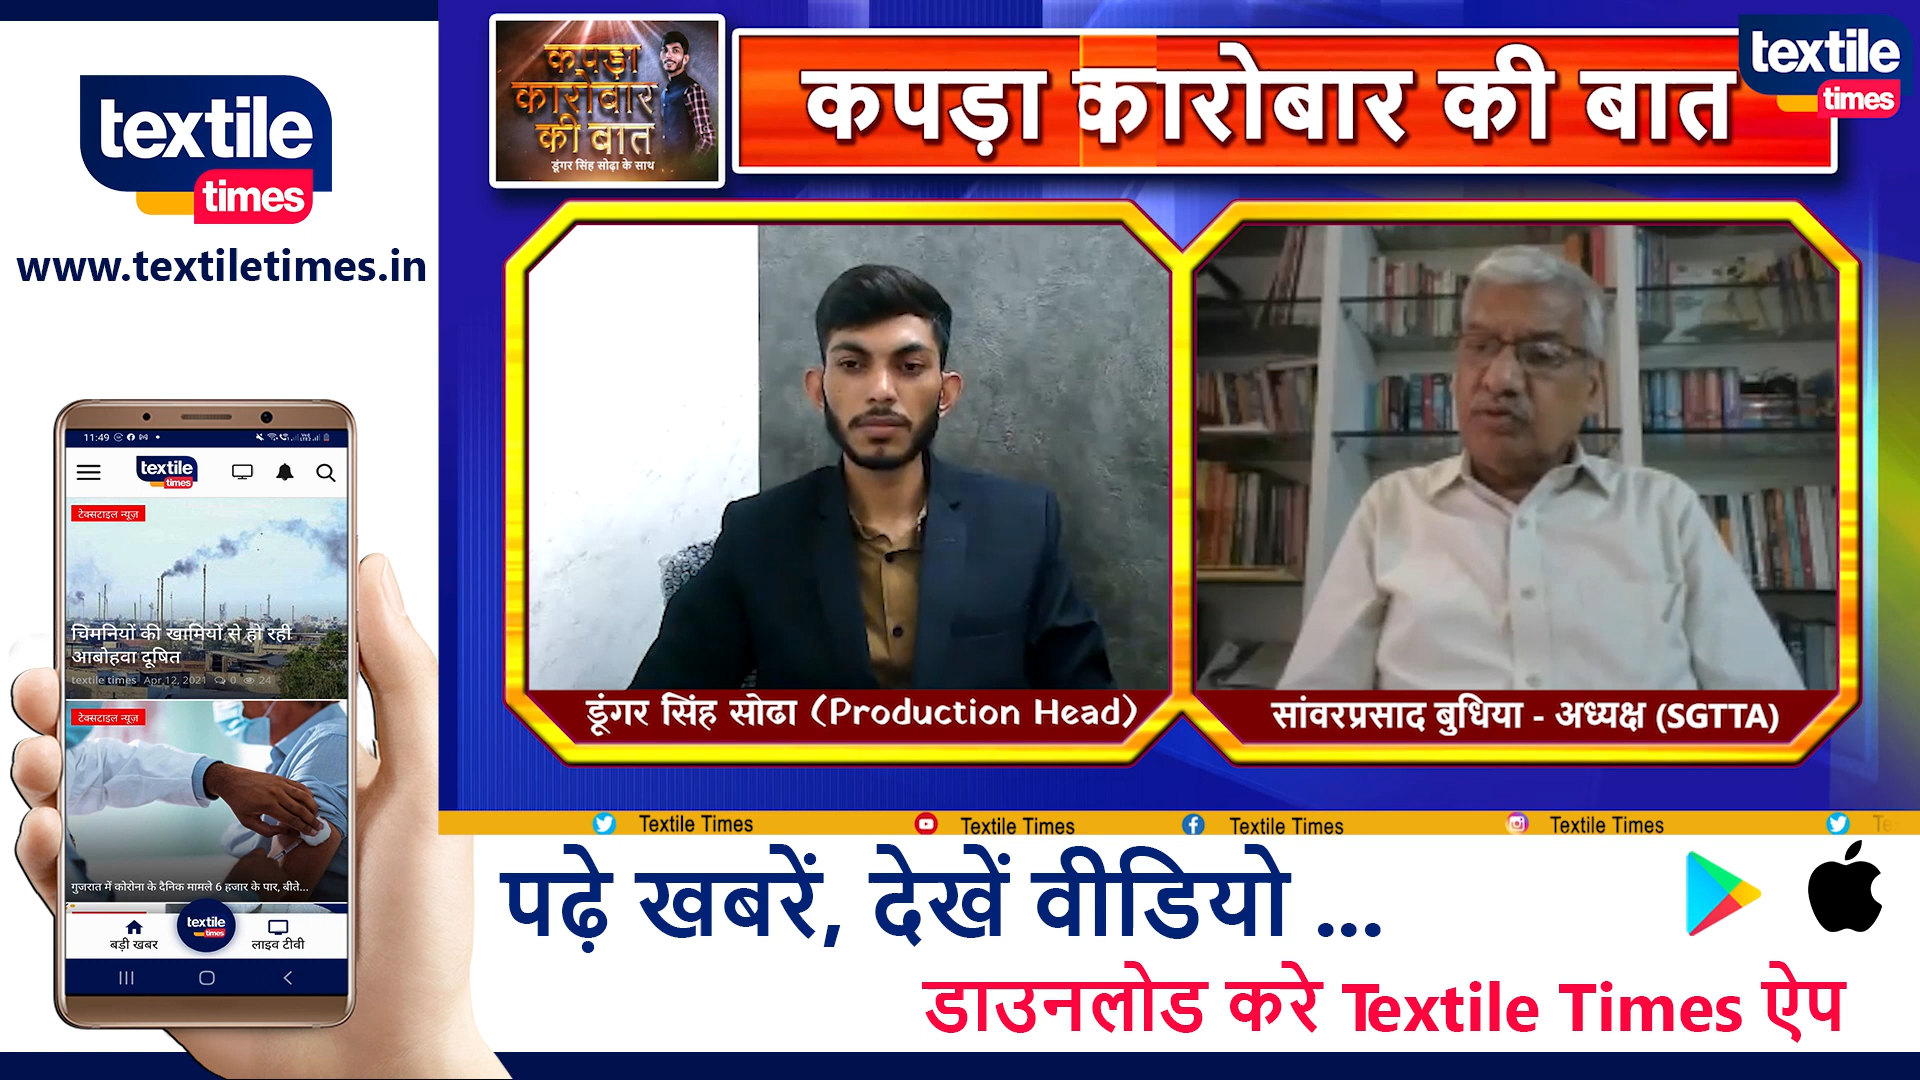 textile
times
www.textiletimes.in
11:49
textile
times
टेक्सटाइल न्यूज़
चिमनियों की खामियों से हो रही
आबोहवा दूषित
textile times Apr 12, 2021 0 24
टेक्सटाइल न्यूज़
गुजरात में कोरोना के दैनिक मामले 6 हजार के पार, बीते...
बड़ी खबर
textile
times
लाइव टीवी
कपड़ा
कारोबार
की बात
डूंगर सिंह सोढ़ा के साथ
कपड़ा कारोबार की बात
textile
times
डूंगर सिंह सोढा (Production Head)
सांवरप्रसाद बुधिया - अध्यक्ष (SGTTA)
Textile Times Textile Times Textile Times Textile Times Te
पढ़े खबरें, देखें वीडियो ...
डाउनलोड करे Textile Times ऐप